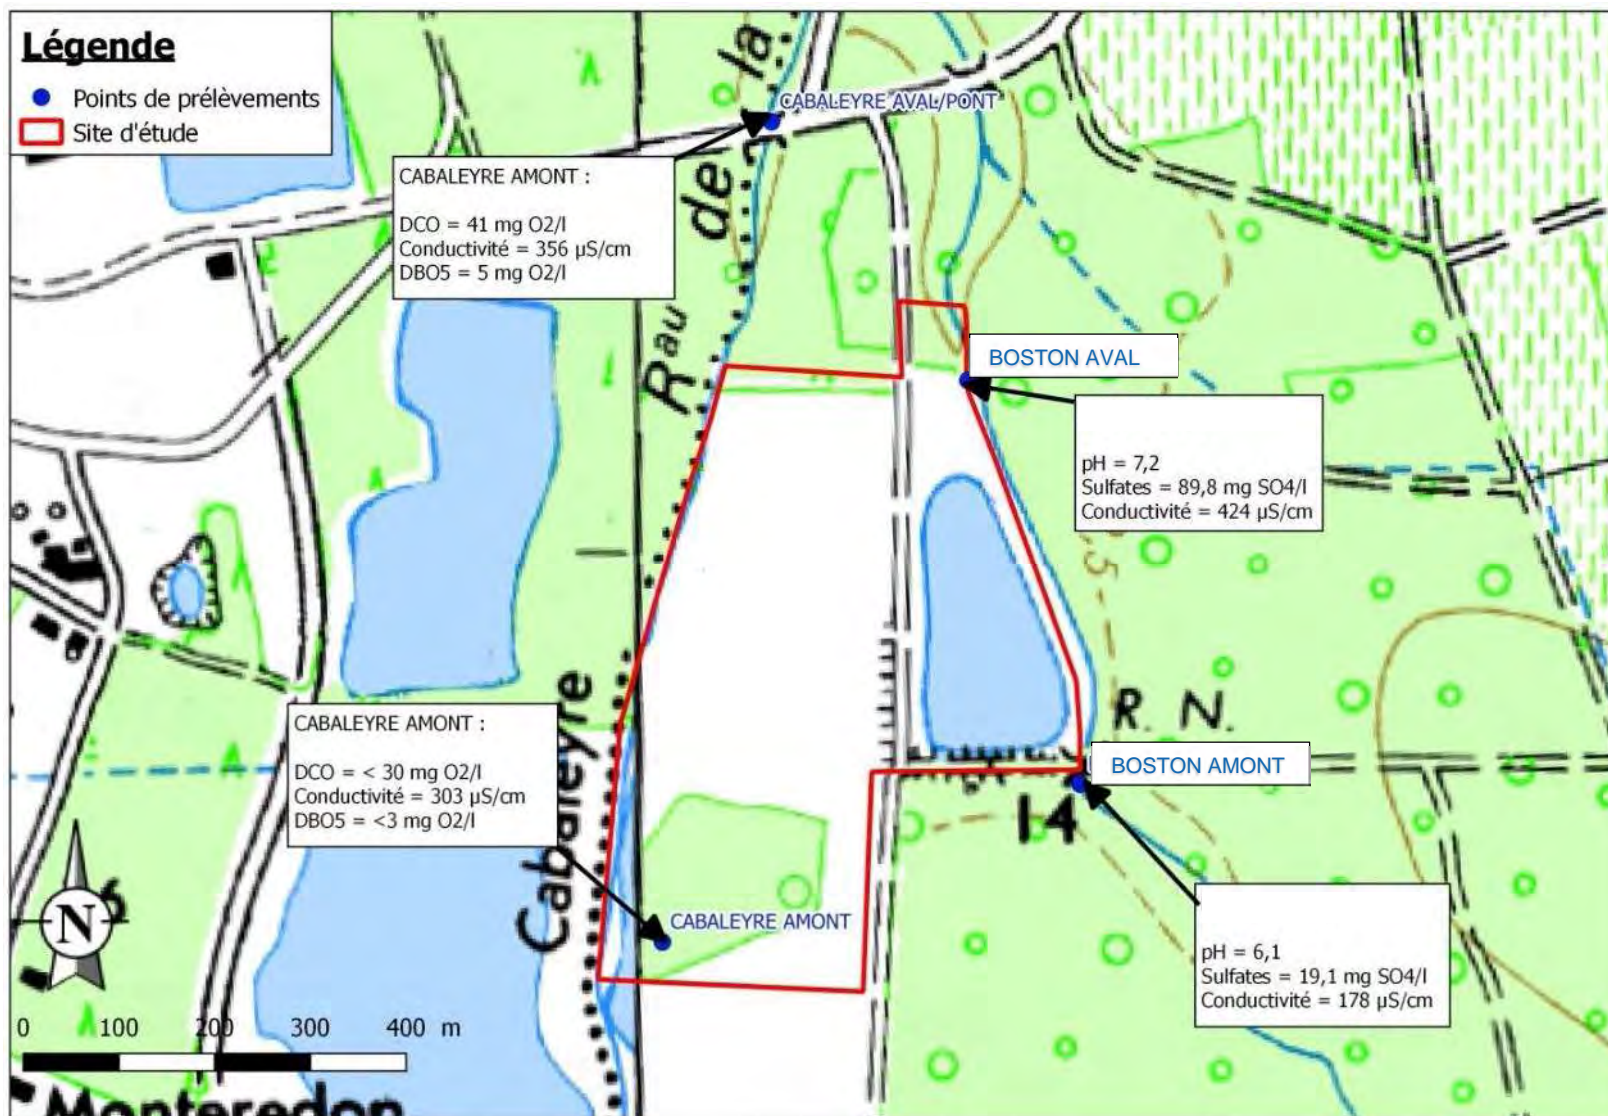 Légende
Points de prélèvements
Site d'étude
CABALEYRE AVAL/PONT
CABALEYRE AMONT :
DCO = 41 mg O2/l
Conductivité = 356 µS/cm
DBO5 = 5 mg O2/l
Rau de la
BOSTON AVAL
pH = 7,2
Sulfates = 89,8 mg SO4/l
Conductivité = 424 µS/cm
5
Cabaleyre
CABALEYRE AMONT :
DCO = < 30 mg O2/l
Conductivité = 303 µS/cm
DBO5 = <3 mg O2/l
R. N.
BOSTON AMONT
14
CABALEYRE AMONT
pH = 6,1
Sulfates = 19,1 mg SO4/l
Conductivité = 178 µS/cm
N
0 100 200 300 400 m
Monteredon